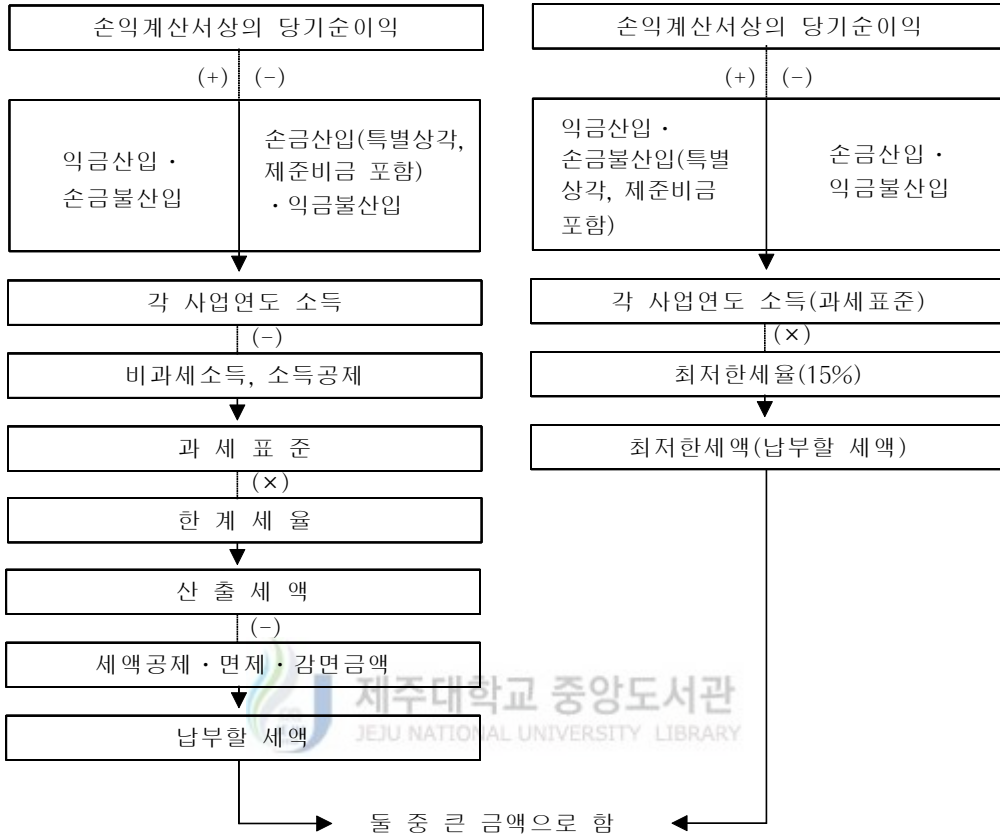 손익계산서상의 당기순이익
(+) (-)
익금산입·
손금불산입
손금산입(특별상각,
제준비금 포함)
·익금불산입
각 사업연도 소득
(-)
비과세소득, 소득공제
과 세 표 준
(×)
한 계 세 율
산 출 세 액
(-)
세액공제·면제·감면금액
납부할 세액
손익계산서상의 당기순이익
(+) (-)
익금산입·
손금불산입(특별
상각, 제준비금
포함)
손금산입·
익금불산입
각 사업연도 소득(과세표준)
(×)
최저한세율(15%)
최저한세액(납부할 세액)
둘 중 큰 금액으로 함
제주대학교 중앙도서관
JEJU NATIONAL UNIVERSITY LIBRARY